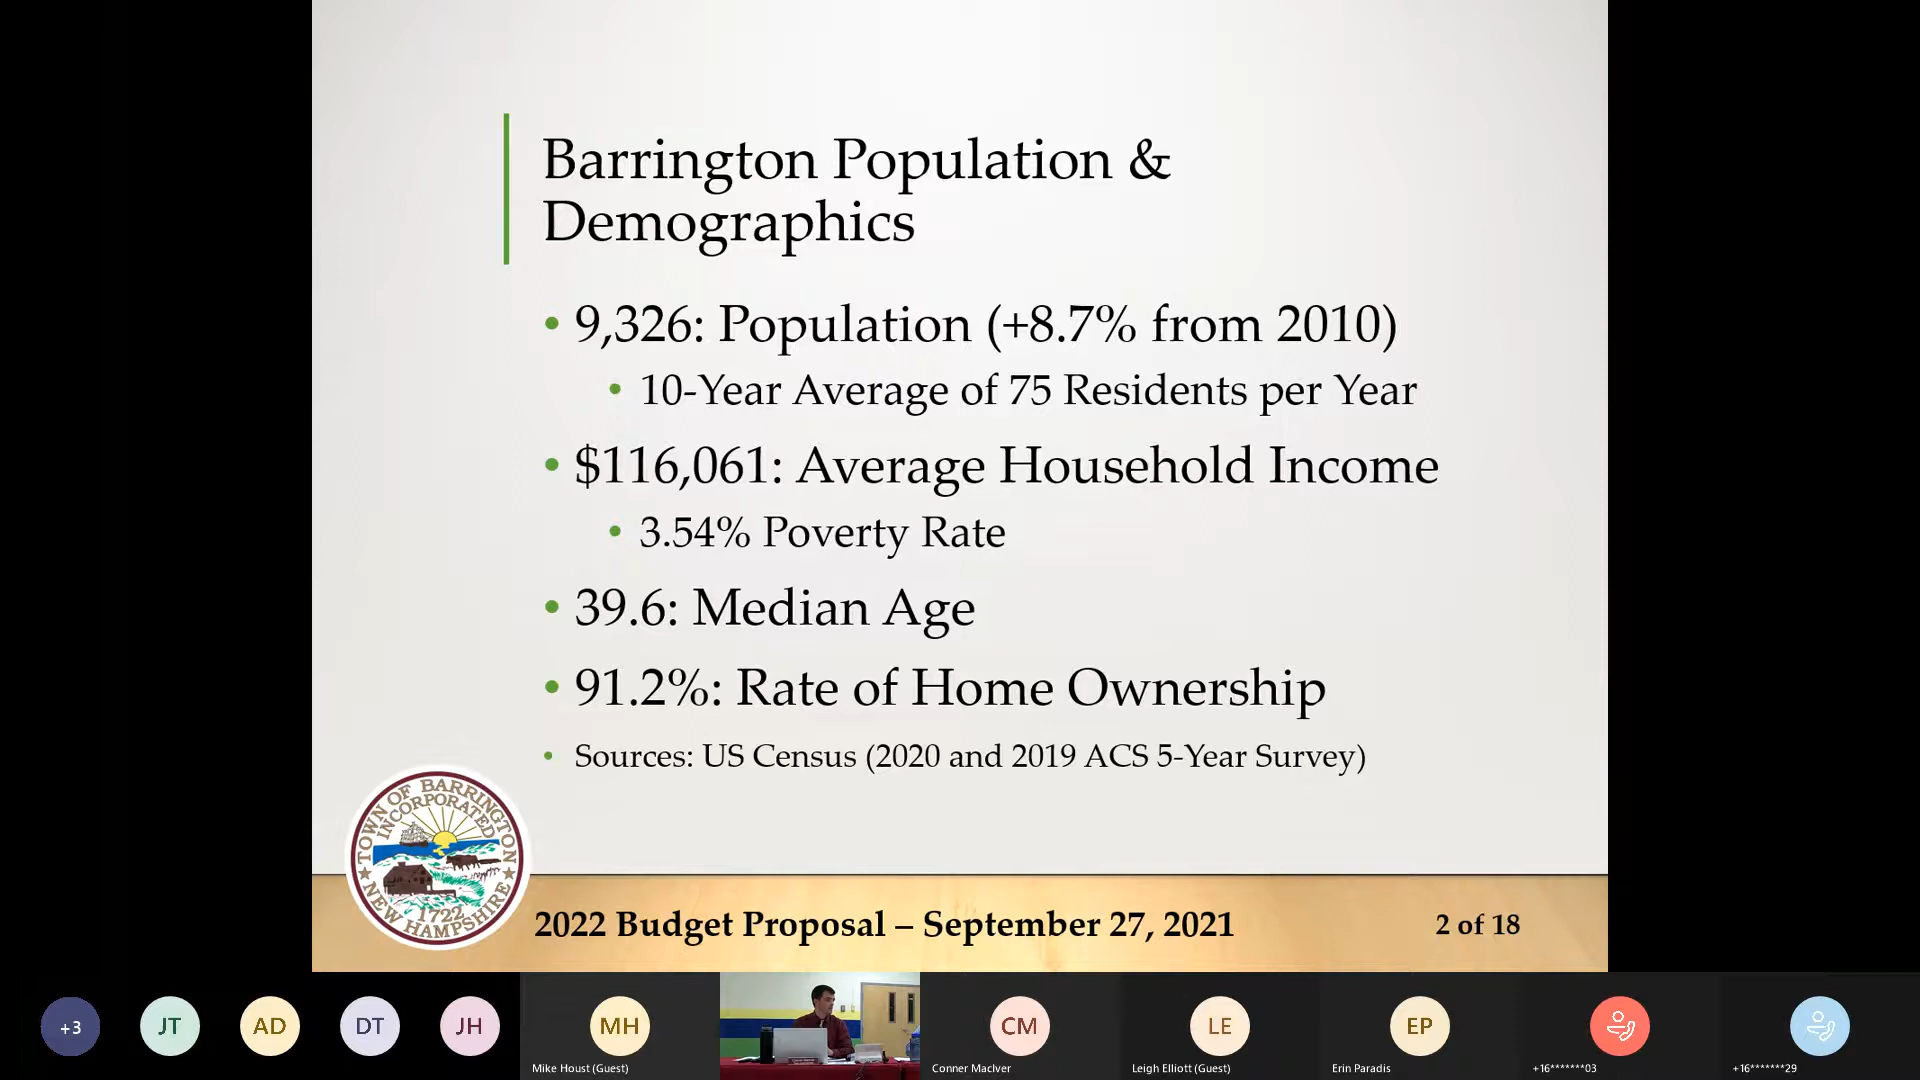 Barrington Population &
Demographics
• 9,326: Population (+8.7% from 2010)
• 10-Year Average of 75 Residents per Year
• $116,061: Average Household Income
• 3.54% Poverty Rate
• 39.6: Median Age
• 91.2%: Rate of Home Ownership
• Sources: US Census (2020 and 2019 ACS 5-Year Survey)
TOWN OF BARRINGTON
INCORPORATED
1722
NEW HAMPSHIRE
2022 Budget Proposal – September 27, 2021
2 of 18
+3
JT
AD
DT
JH
MH
CM
LE
EP
Mike Houst (Guest)
Conner MacIver
Leigh Elliott (Guest)
Erin Paradis
+16*******03
+16*******29